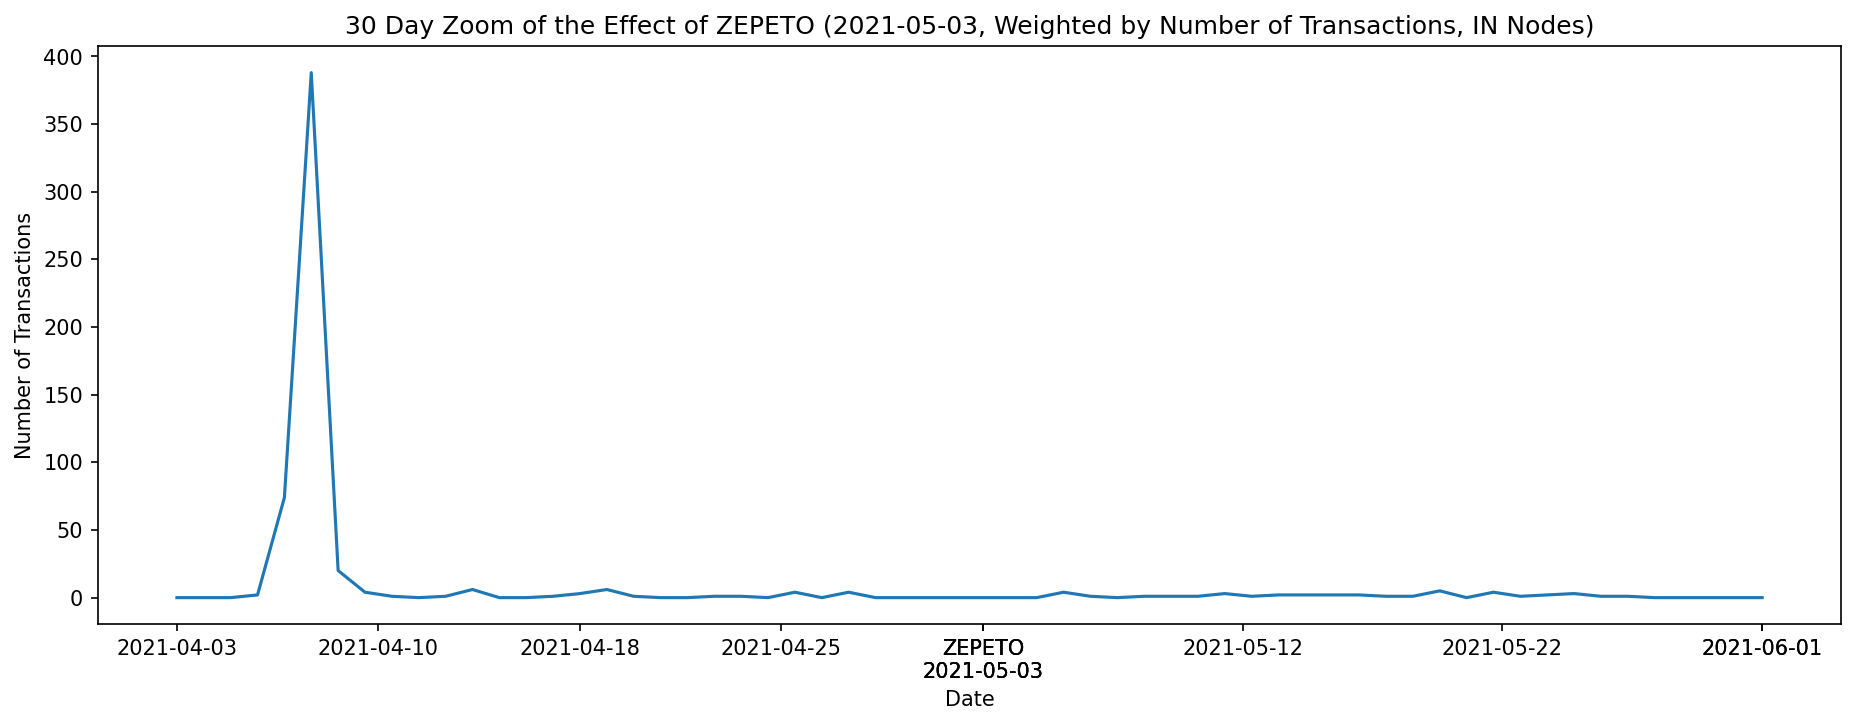 30 Day Zoom of the Effect of ZEPETO (2021-05-03, Weighted by Number of Transactions, IN Nodes)
400
350
300
250
200
150
100
50
0
Number of Transactions
2021-04-03 2021-04-10 2021-04-18 2021-04-25 ZEPETO 2021-05-12 2021-05-22 2021-06-01
2021-05-03
Date